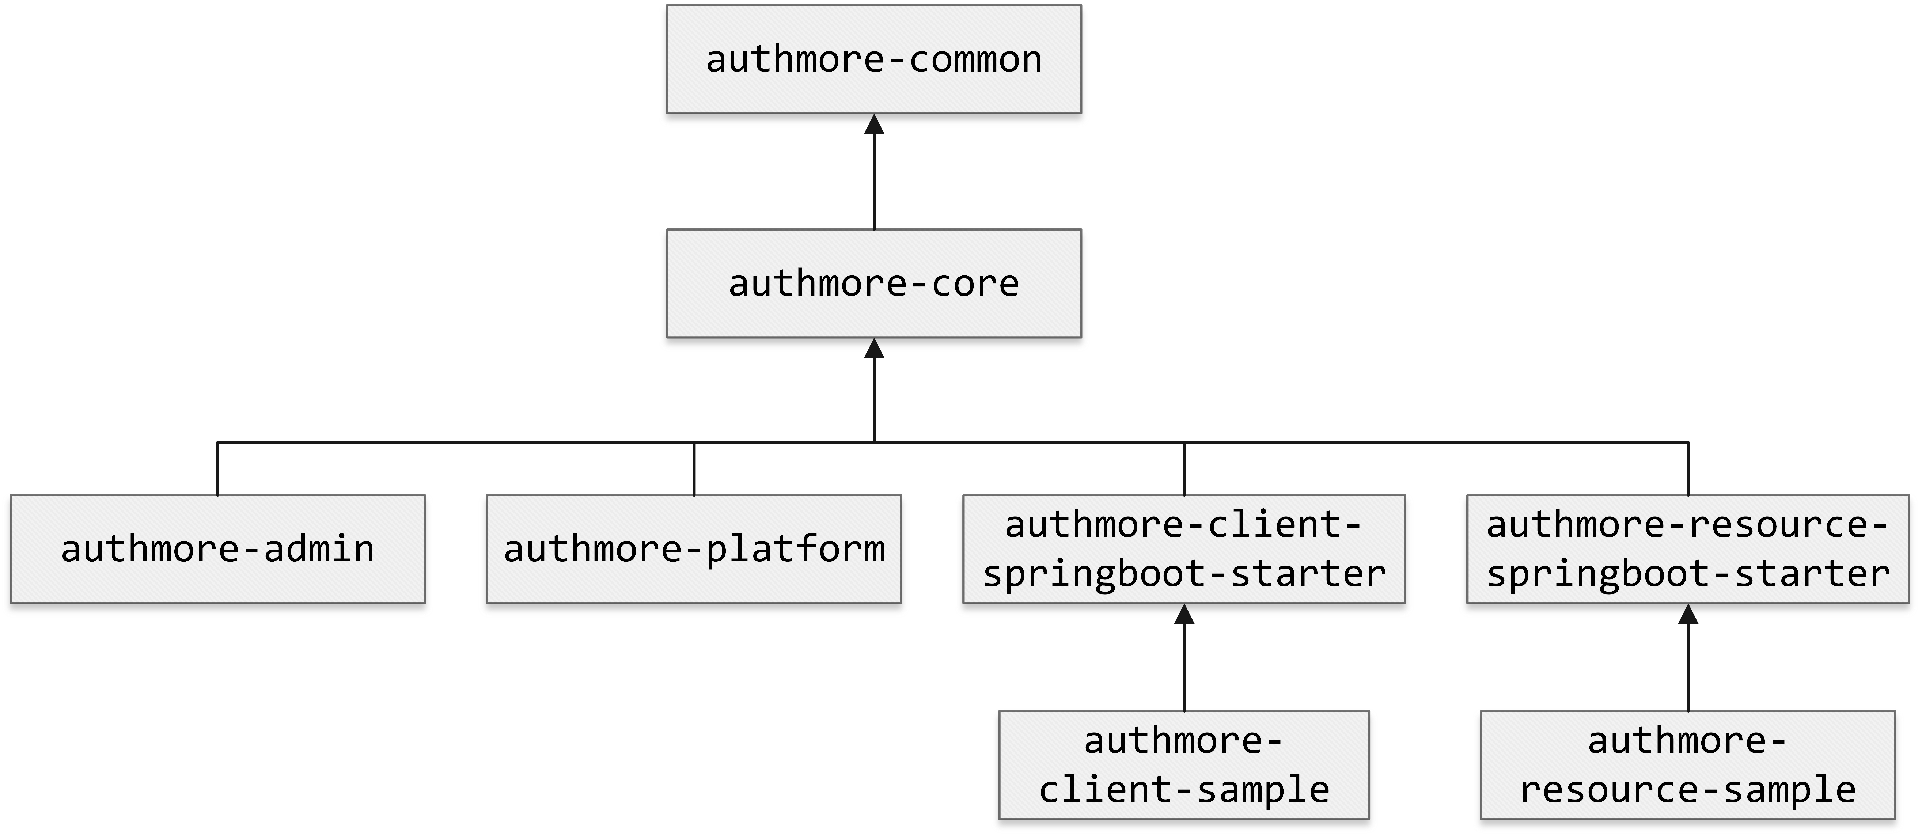 authmore-common
authmore-core
authmore-admin
authmore-platform
authmore-client-
springboot-starter
authmore-resource-
springboot-starter
authmore-
client-sample
authmore-
resource-sample